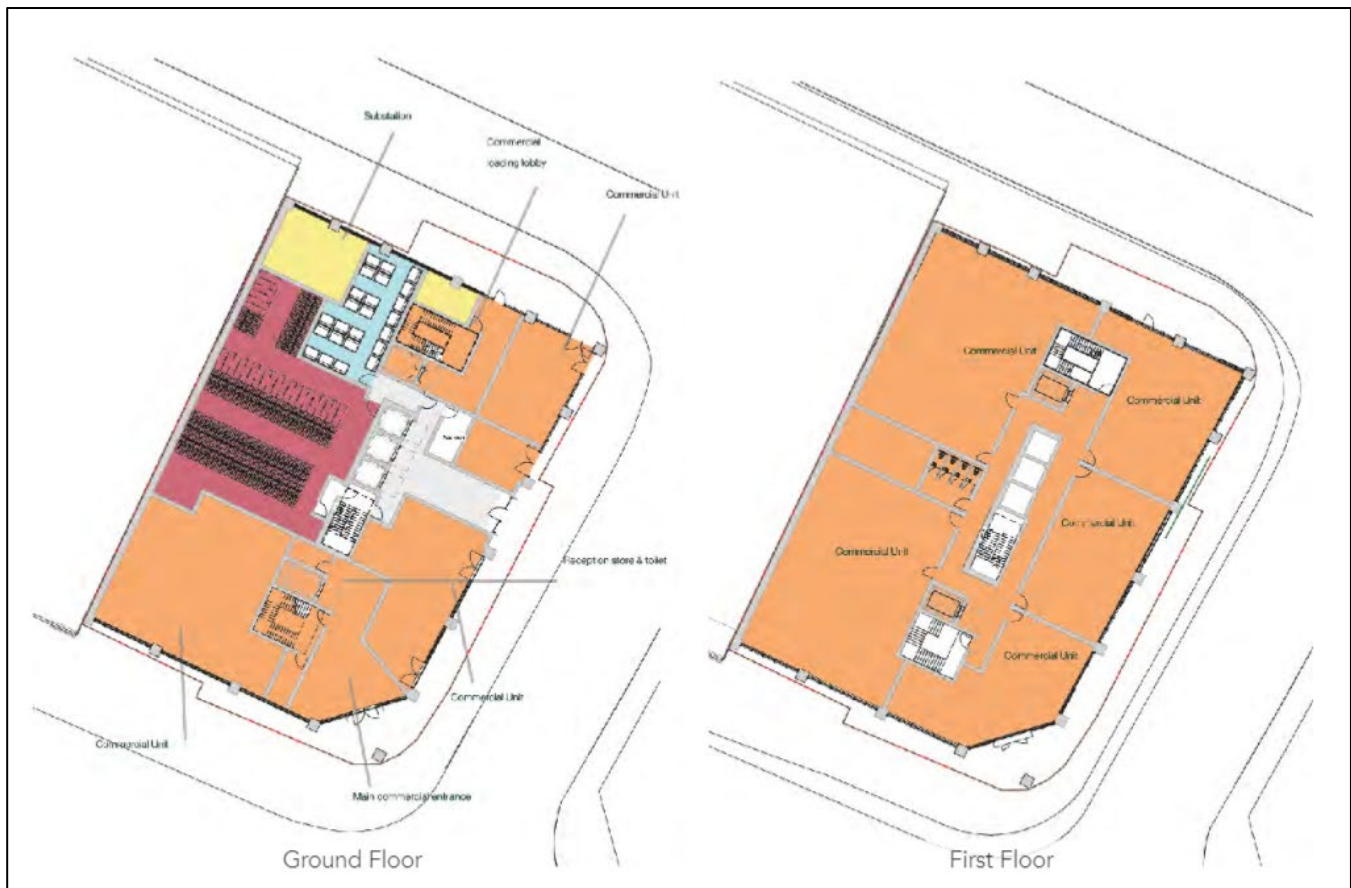 Substation
Commercial
loading lobby
Commercial Unit
Reception store & toilet
Commercial Unit
Commercial Unit
Main commercial entrance
Ground Floor
Commercial Unit
Commercial Unit
Commercial Unit
Commercial Unit
Commercial Unit
First Floor